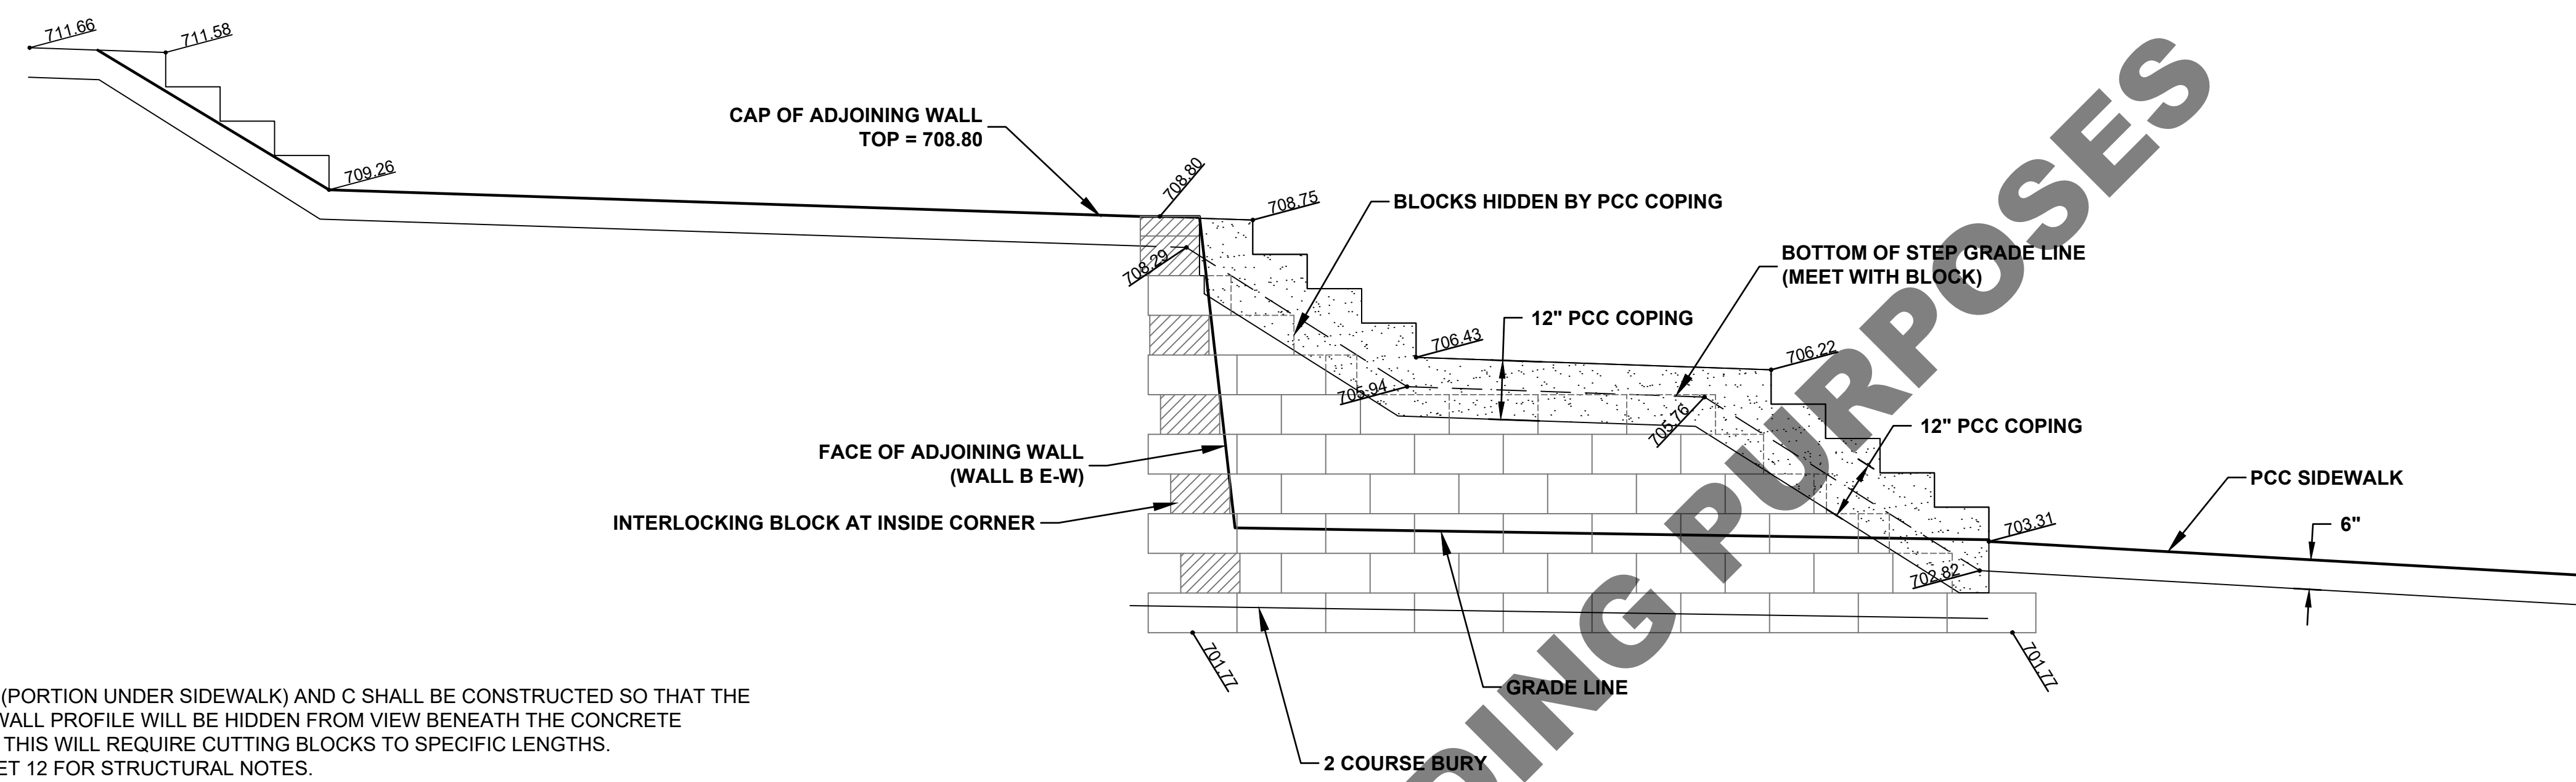 711.66
711.58
709.26
CAP OF ADJOINING WALL
TOP = 708.80
708.80
708.75
708.29
BLOCKS HIDDEN BY PCC COPING
BOTTOM OF STEP GRADE LINE
(MEET WITH BLOCK)
12" PCC COPING
706.43
706.22
705.94
705.76
12" PCC COPING
FACE OF ADJOINING WALL
(WALL B E-W)
INTERLOCKING BLOCK AT INSIDE CORNER
PCC SIDEWALK
6"
703.31
702.82
701.77
701.77
GRADE LINE
2 COURSE BURY
(PORTION UNDER SIDEWALK) AND C SHALL BE CONSTRUCTED SO THAT THE
WALL PROFILE WILL BE HIDDEN FROM VIEW BENEATH THE CONCRETE
THIS WILL REQUIRE CUTTING BLOCKS TO SPECIFIC LENGTHS.
ET 12 FOR STRUCTURAL NOTES.
DING PURPOSES